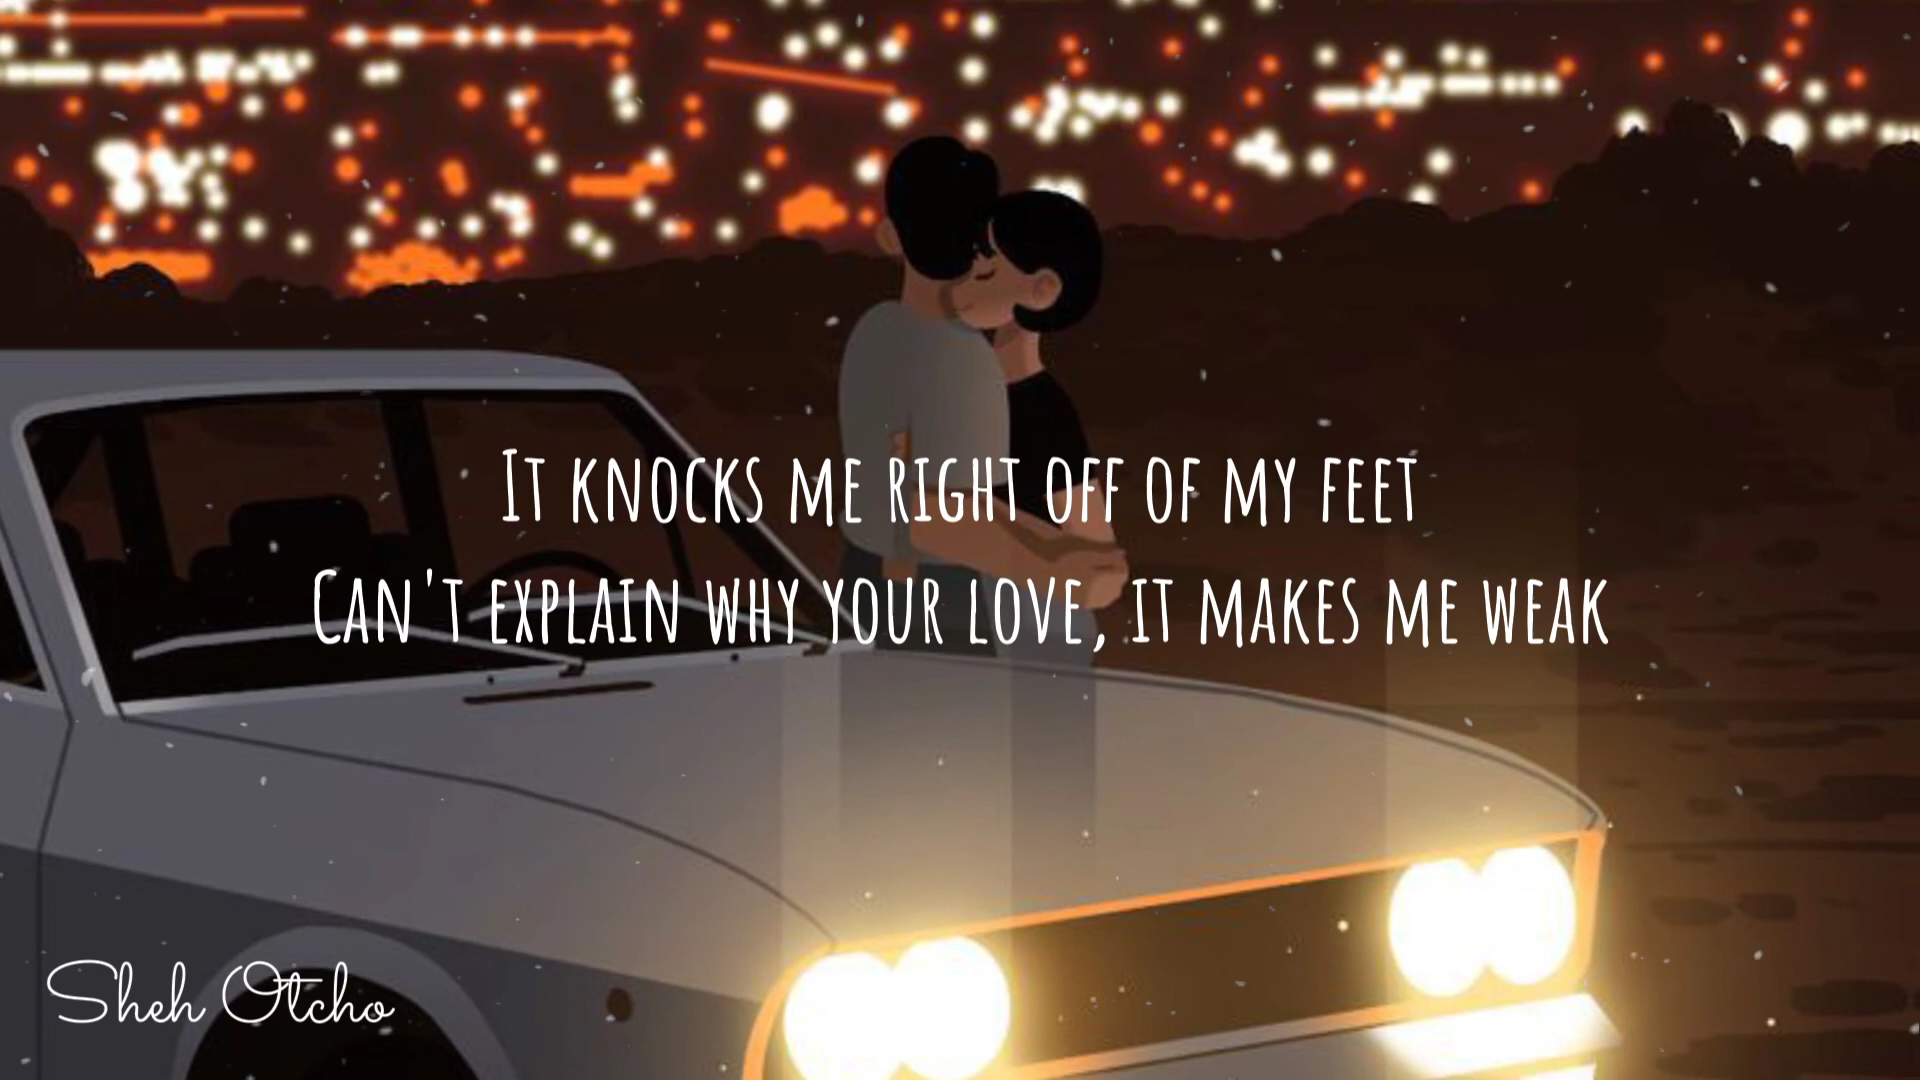 It knocks me right off of my feet
Can't explain why your love, it makes me weak
Sheh Otcho